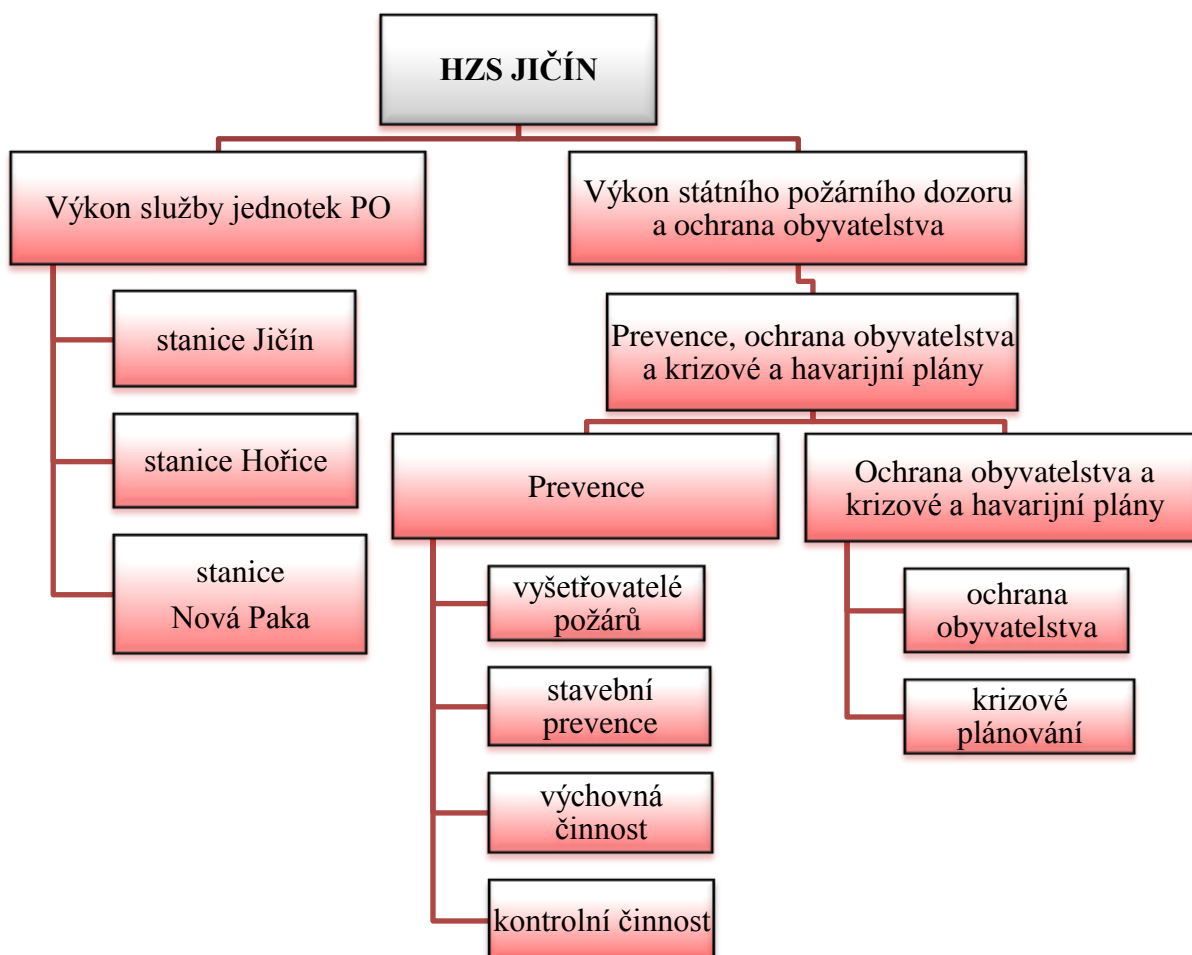 HZS JIČÍN
Výkon služby jednotek PO
stanice Jičín
stanice Hořice
stanice
Nová Paka
Výkon státního požárního dozoru
a ochrana obyvatelstva
Prevence, ochrana obyvatelstva
a krizové a havarijní plány
Prevence
vyšetřovatelé
požárů
stavební
prevence
výchovná
činnost
kontrolní činnost
Ochrana obyvatelstva a
krizové a havarijní plány
ochrana
obyvatelstva
krizové
plánování